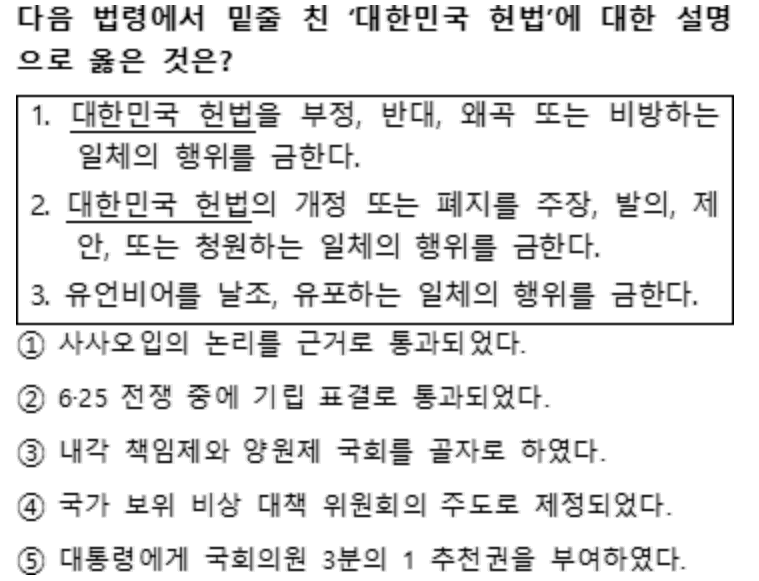 다음 법령에서 밑줄 친 ‘대한민국 헌법’에 대한 설명
으로 옳은 것은?
1. 대한민국 헌법을 부정, 반대, 왜곡 또는 비방하는
일체의 행위를 금한다.
2. 대한민국 헌법의 개정 또는 폐지를 주장, 발의, 제
안, 또는 청원하는 일체의 행위를 금한다.
3. 유언비어를 날조, 유포하는 일체의 행위를 금한다.
① 사사오입의 논리를 근거로 통과되었다.
② 6·25 전쟁 중에 기립 표결로 통과되었다.
③ 내각 책임제와 양원제 국회를 골자로 하였다.
④ 국가 보위 비상 대책 위원회의 주도로 제정되었다.
⑤ 대통령에게 국회의원 3분의 1 추천권을 부여하였다.